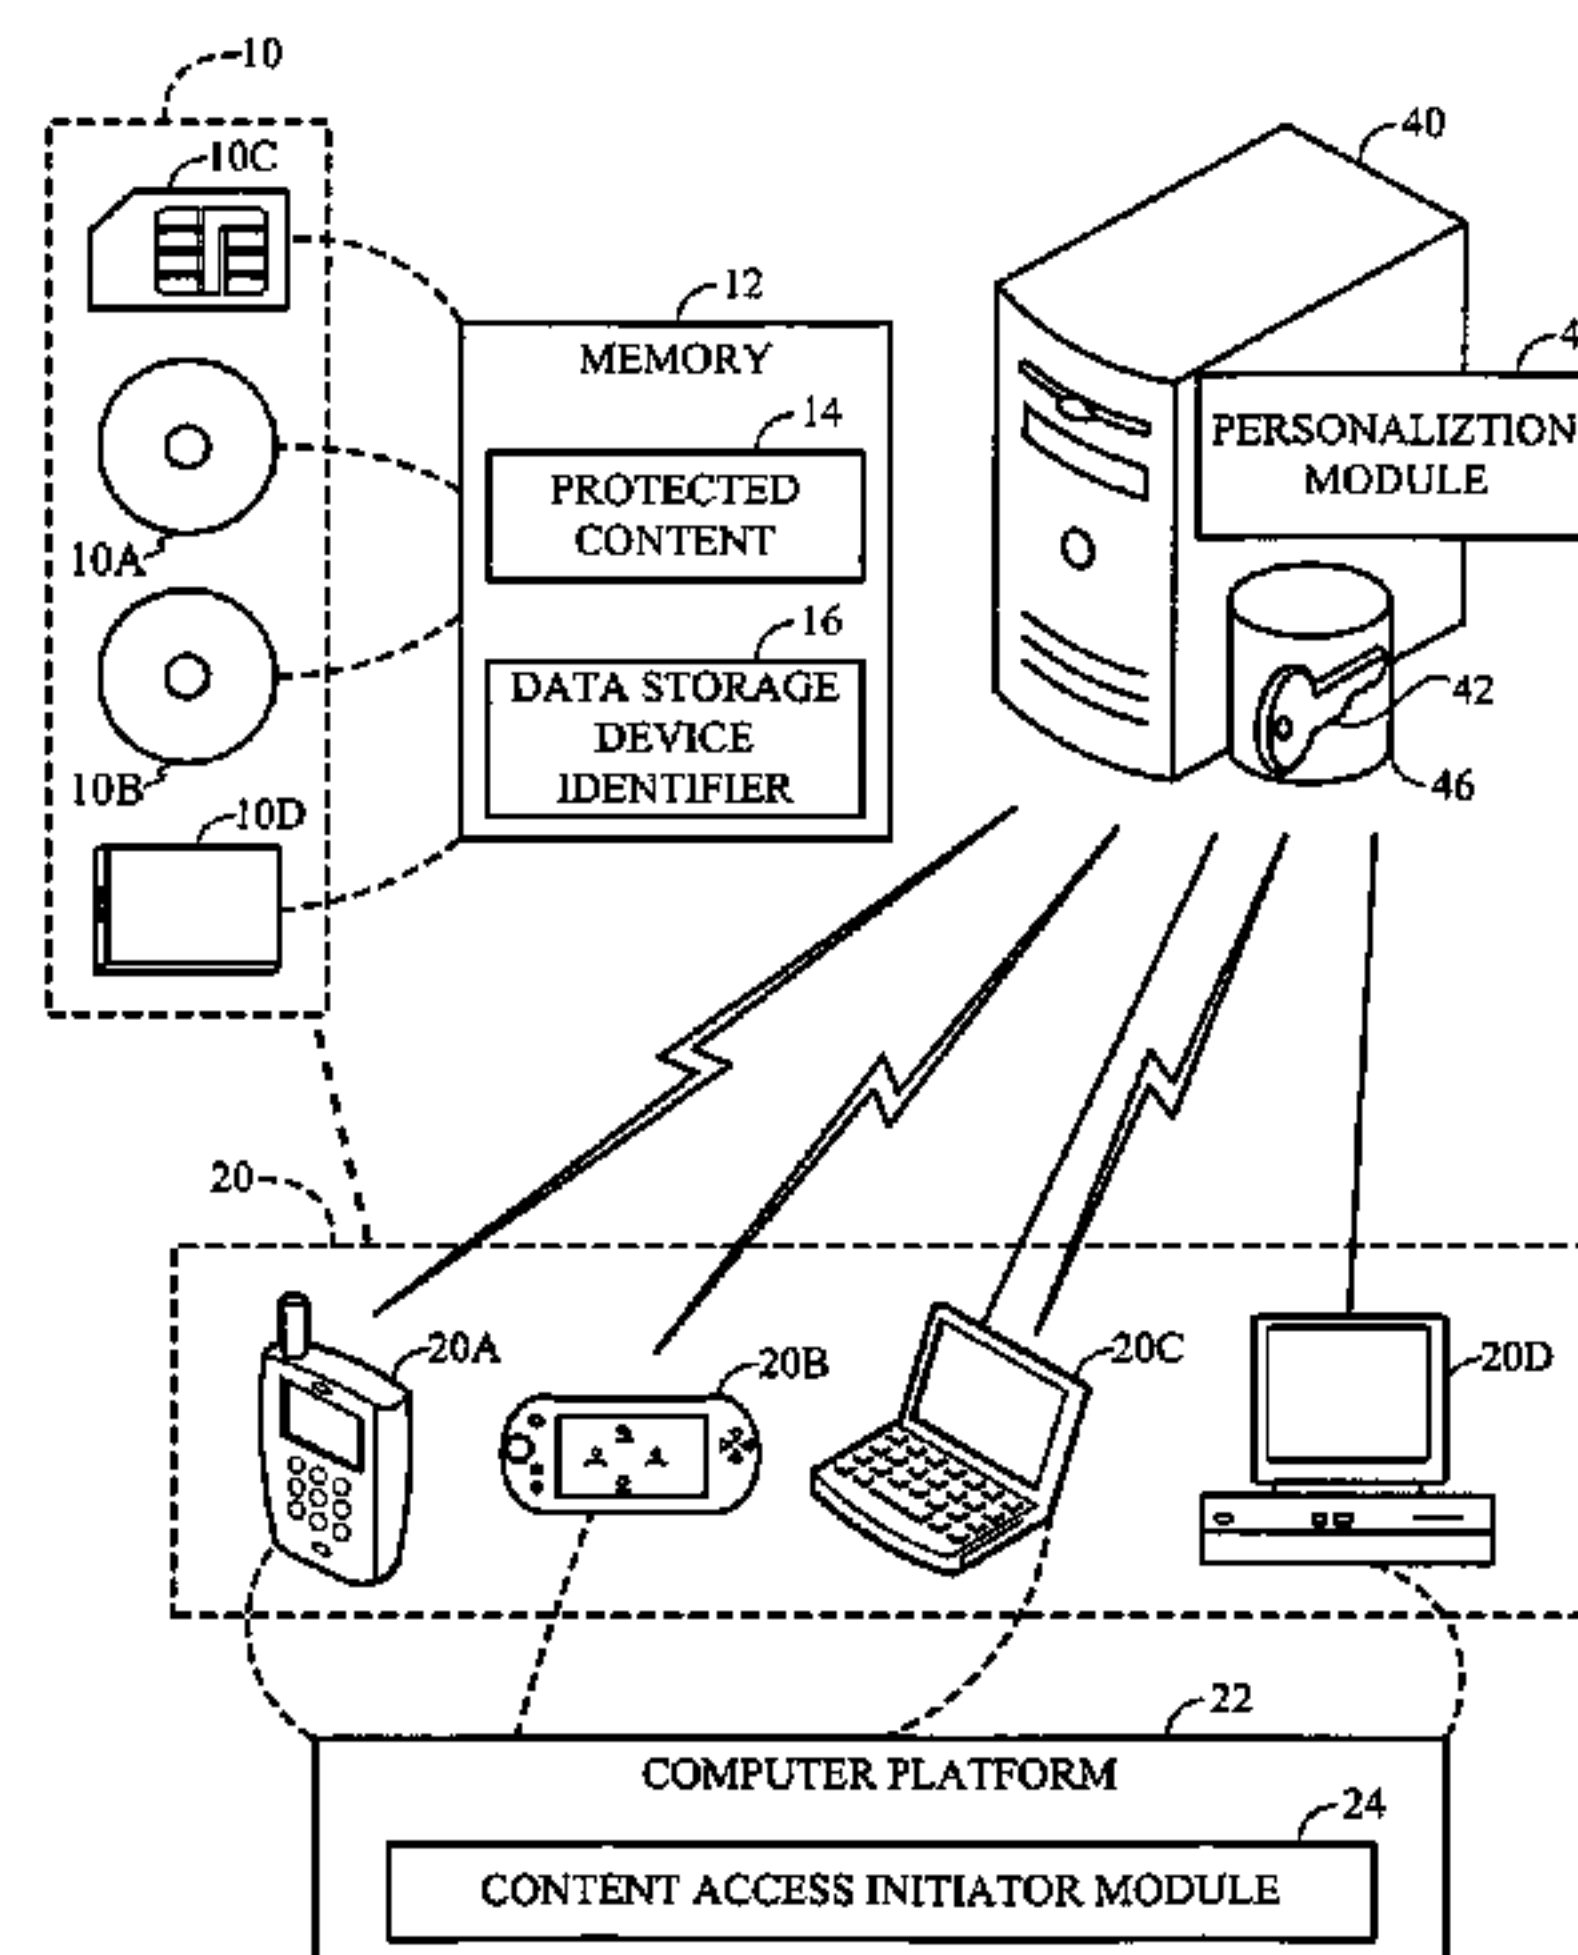 10
10C
40
12
MEMORY
4
PERSONALIZTION
MODULE
14
PROTECTED
CONTENT
10A
16
DATA STORAGE
DEVICE
IDENTIFIER
42
46
10B
10D
20
20A
20B
20C
20D
22
COMPUTER PLATFORM
24
CONTENT ACCESS INITIATOR MODULE